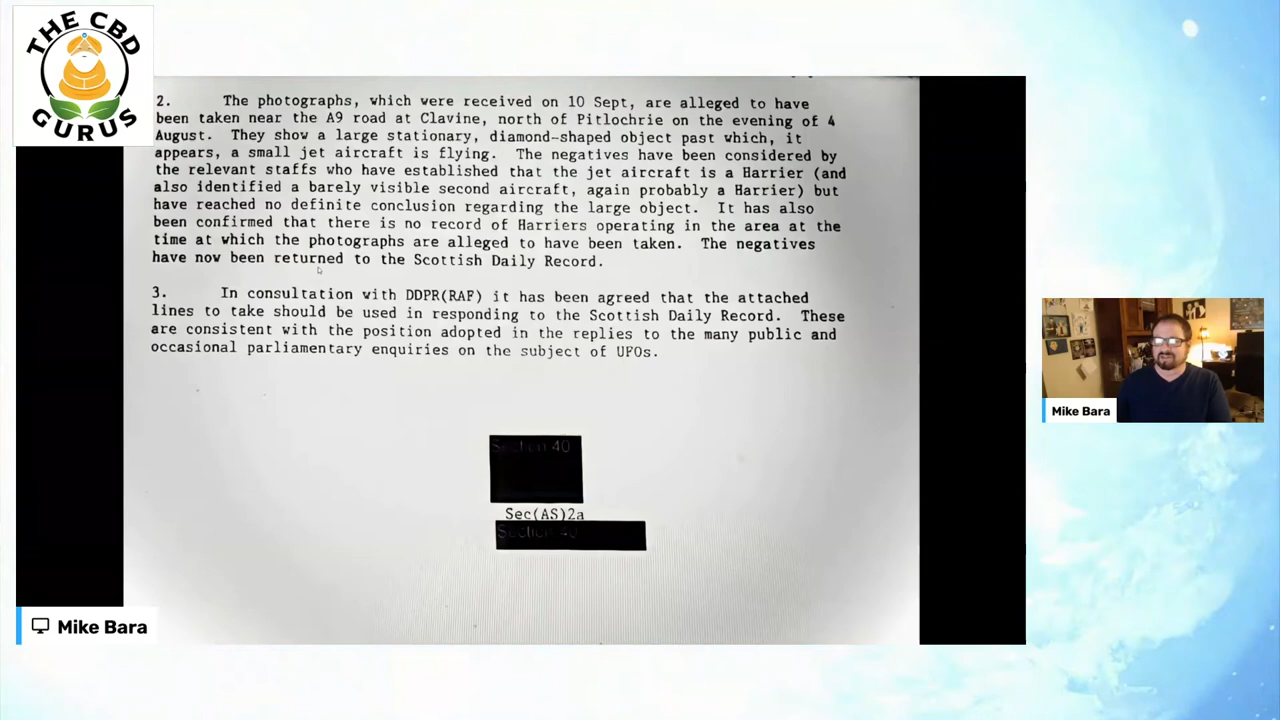 THE CBD
GURUS
2. The photographs, which were received on 10 Sept, are alleged to have
been taken near the A9 road at Clavine, north of Pitlochrie on the evening of 4
August. They show a large stationary, diamond-shaped object past which, it
appears, a small jet aircraft is flying. The negatives have been considered by
the relevant staffs who have established that the jet aircraft is a Harrier (and
also identified a barely visible second aircraft, again probably a Harrier) but
have reached no definite conclusion regarding the large object. It has also
been confirmed that there is no record of Harriers operating in the area at the
time at which the photographs are alleged to have been taken. The negatives
have now been returned to the Scottish Daily Record.
3. In consultation with DDPR(RAF) it has been agreed that the attached
lines to take should be used in responding to the Scottish Daily Record. These
are consistent with the position adopted in the replies to the many public and
occasional parliamentary enquiries on the subject of UFOs.
Section 40
Sec(AS)2a
Section 40
Mike Bara
Mike Bara